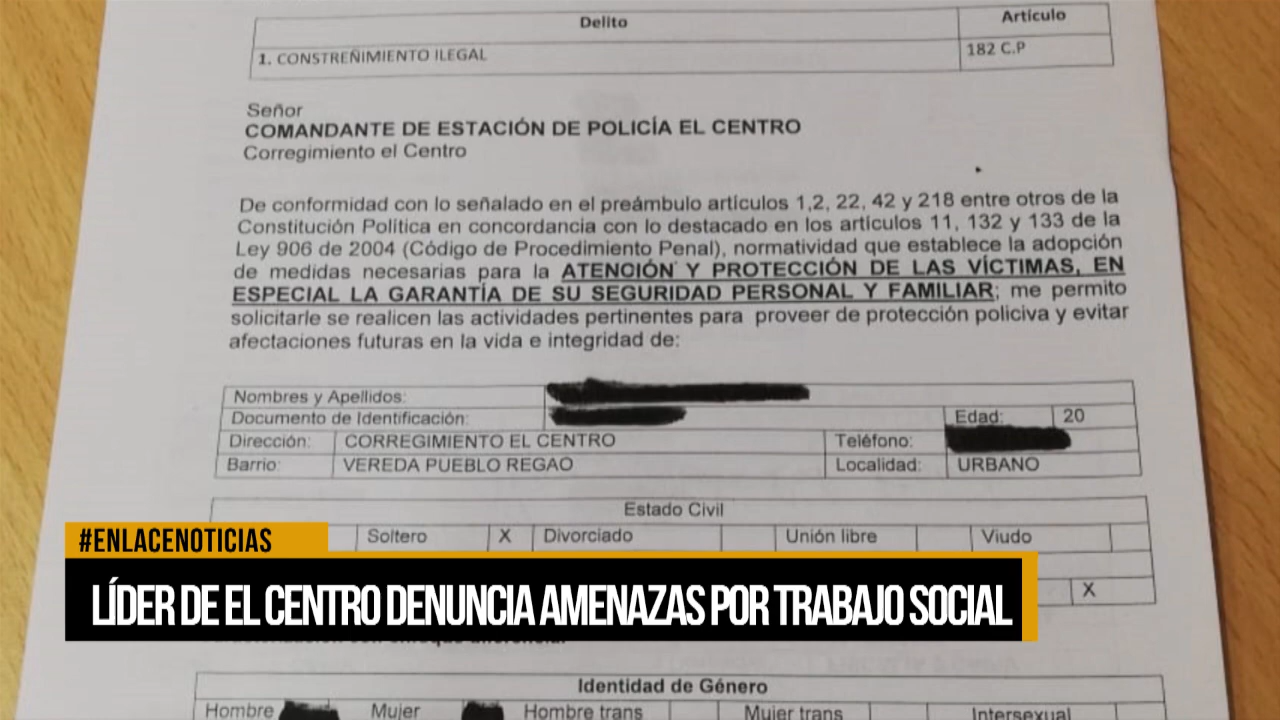 Delito Artículo
1. CONSTREÑIMIENTO ILEGAL 182 C.P
Señor
COMANDANTE DE ESTACIÓN DE POLICÍA EL CENTRO
Corregimiento el Centro
De conformidad con lo señalado en el preámbulo artículos 1,2, 22, 42 y 218 entre otros de la
Constitución Política en concordancia con lo destacado en los artículos 11, 132 y 133 de la
Ley 906 de 2004 (Código de Procedimiento Penal), normatividad que establece la adopción
de medidas necesarias para la ATENCIÓN Y PROTECCIÓN DE LAS VÍCTIMAS, EN
ESPECIAL LA GARANTÍA DE SU SEGURIDAD PERSONAL Y FAMILIAR; me permito
solicitarle se realicen las actividades pertinentes para proveer de protección policiva y evitar
afectaciones futuras en la vida e integridad de:
Nombres y Apellidos:
Documento de Identificación: Edad: 20
Dirección: CORREGIMIENTO EL CENTRO Teléfono:
Barrio: VEREDA PUEBLO REGAO Localidad: URBANO
Estado Civil
Soltero X Divorciado Unión libre Viudo
X
#ENLACENOTICIAS
LÍDER DE EL CENTRO DENUNCIA AMENAZAS POR TRABAJO SOCIAL
Identidad de Género
Hombre Mujer Hombre trans Mujer trans Intersexual